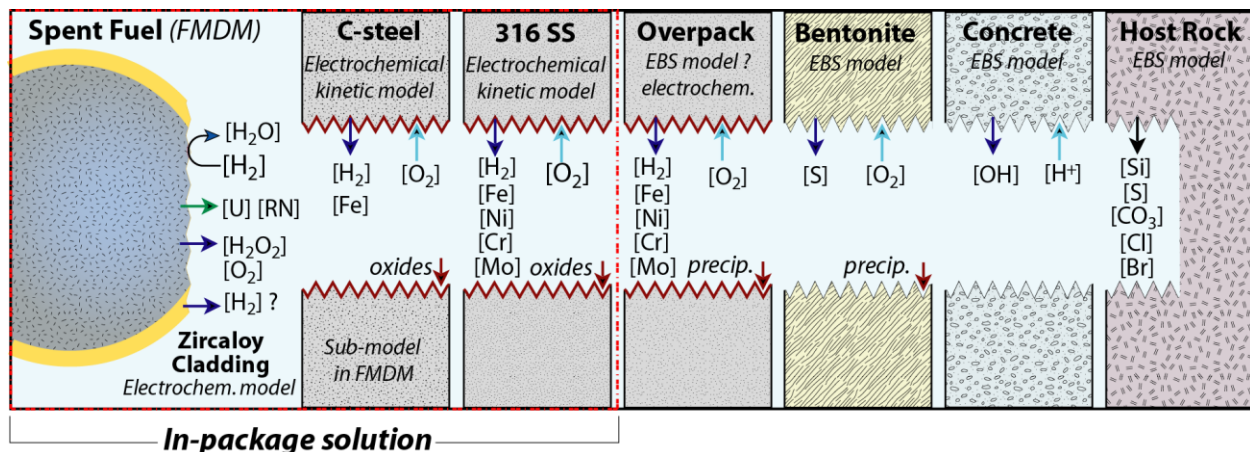 Spent Fuel (FMDM)
[H₂O]
[H₂]
[U] [RN]
[H₂O₂]
[O₂]
[H₂] ?
Zircaloy
Cladding
Electrochem. model
C-steel
Electrochemical
kinetic model
[H₂]
[Fe]
[O₂]
oxides
Sub-model
in FMDM
316 SS
Electrochemical
kinetic model
[H₂]
[Fe]
[Ni]
[Cr]
[Mo]
[O₂]
oxides
Overpack
EBS model ?
electrochem.
[H₂]
[Fe]
[Ni]
[Cr]
[Mo]
[O₂]
precip.
Bentonite
EBS model
[S]
[O₂]
precip.
Concrete
EBS model
[OH]
[H⁺]
Host Rock
EBS model
[Si]
[S]
[CO₃]
[Cl]
[Br]
In-package solution